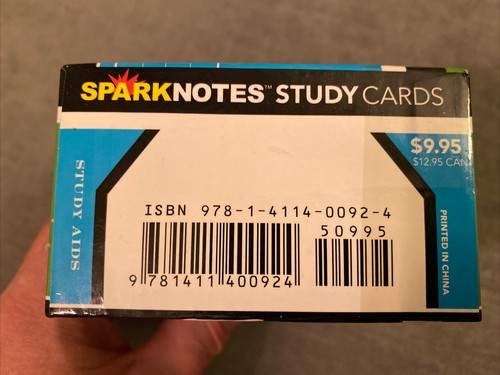 SPARKNOTES™ STUDY CARDS
$9.95
$12.95 CAN
STUDY AIDS
ISBN 978-1-4114-0092-4
50995
9 781411 400924
PRINTED IN CHINA